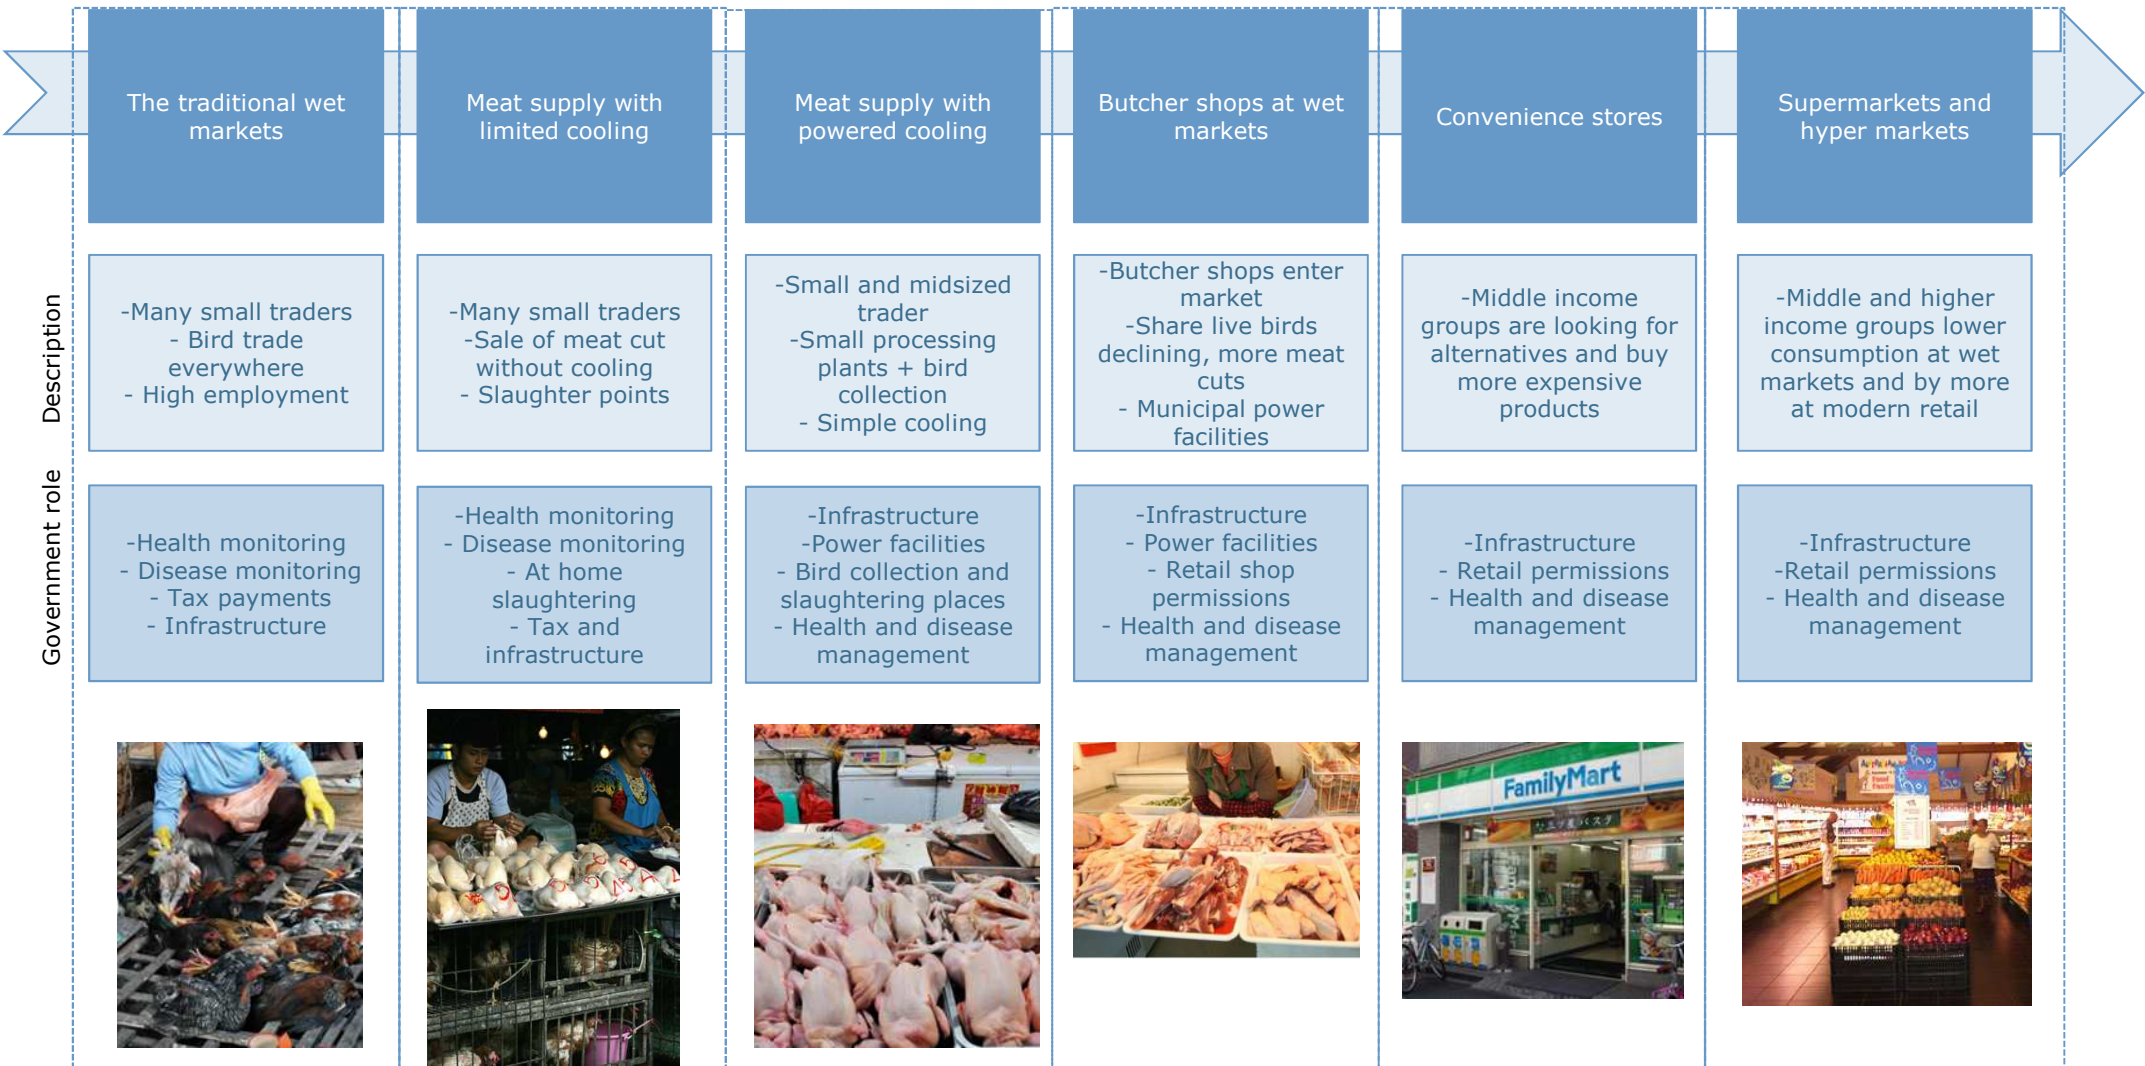 The traditional wet
markets
Meat supply with
limited cooling
Meat supply with
powered cooling
Butcher shops at wet
markets
Convenience stores
Supermarkets and
hyper markets
Description
-Many small traders
- Bird trade
everywhere
- High employment
-Many small traders
-Sale of meat cut
without cooling
- Slaughter points
-Small and midsized
trader
-Small processing
plants + bird
collection
- Simple cooling
-Butcher shops enter
market
-Share live birds
declining, more meat
cuts
- Municipal power
facilities
-Middle income
groups are looking for
alternatives and buy
more expensive
products
-Middle and higher
income groups lower
consumption at wet
markets and by more
at modern retail
Government role
-Health monitoring
- Disease monitoring
- Tax payments
- Infrastructure
-Health monitoring
- Disease monitoring
- At home
slaughtering
- Tax and
infrastructure
-Infrastructure
-Power facilities
- Bird collection and
slaughtering places
- Health and disease
management
-Infrastructure
- Power facilities
- Retail shop
permissions
- Health and disease
management
-Infrastructure
- Retail permissions
- Health and disease
management
-Infrastructure
-Retail permissions
- Health and disease
management
FamilyMart